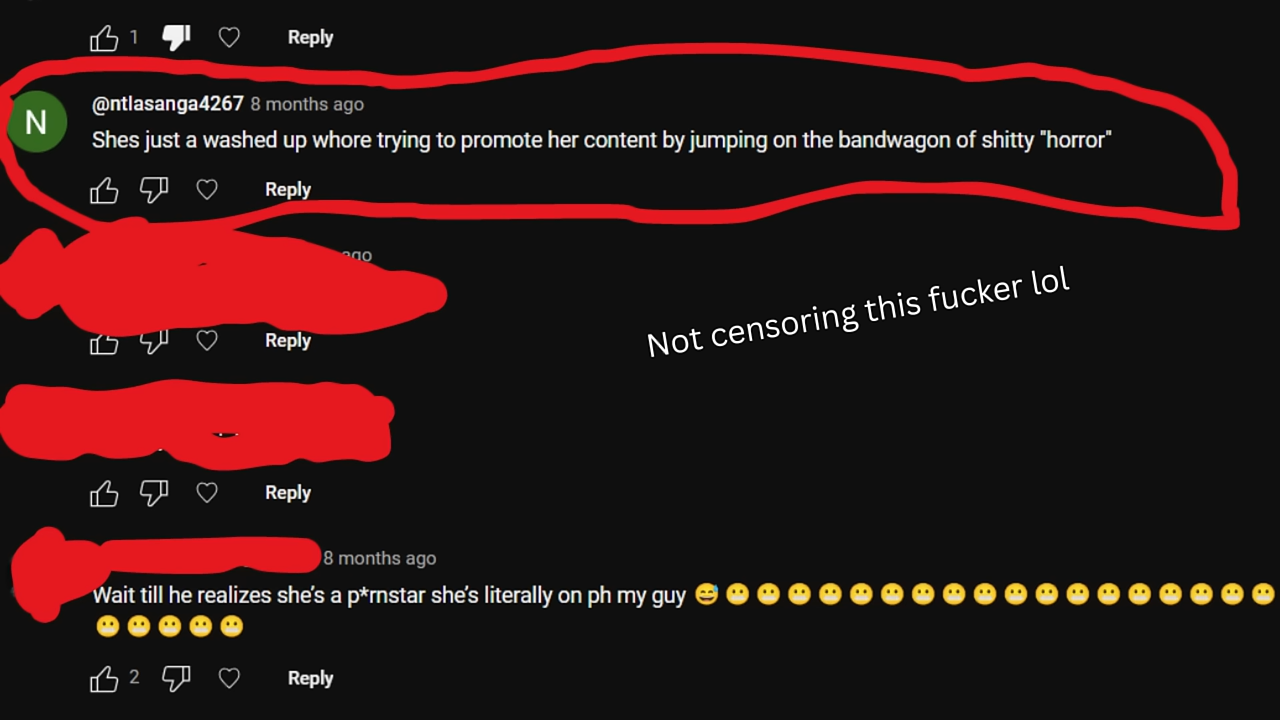 1 Reply
N @ntlasanga4267 8 months ago
Shes just a washed up whore trying to promote her content by jumping on the bandwagon of shitty "horror"
Reply
ago
Not censoring this fucker lol
Reply
Reply
8 months ago
Wait till he realizes she’s a p*rnstar she’s literally on ph my guy 😅😬😬😬😬😬😬😬😬😬😬😬😬😬😬😬😬😬😬
😬😬😬😬😬
2 Reply